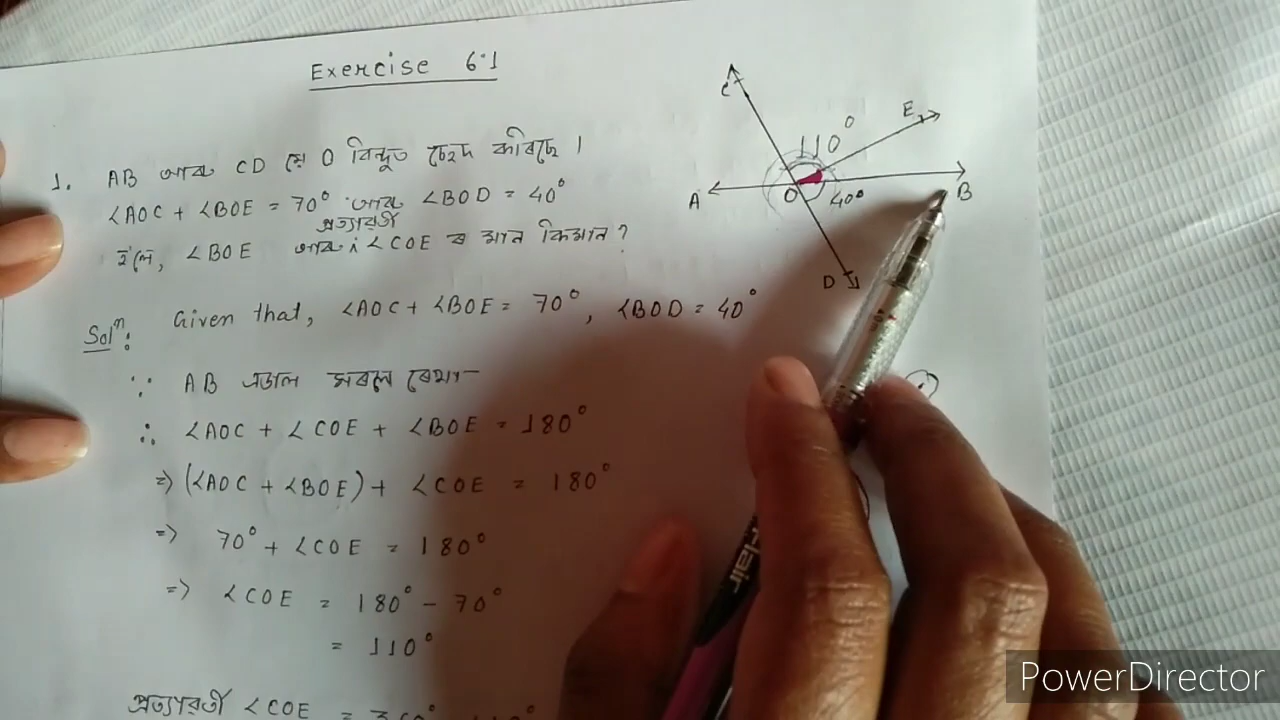 Exercise 6.1
1. AB আৰু CD য়ে O বিন্দুত ছেদ কৰিছে।
∠AOC + ∠BOE = 70° আৰু ∠BOD = 40°
প্ৰত্যাৱৰ্তী
হ'লে, ∠BOE আৰু ∠COE ৰ মান কিমান?
C
E
110°
A
O
40°
B
D
Solⁿ: Given that, ∠AOC + ∠BOE = 70°, ∠BOD = 40°
∵ AB এডাল সৰল ৰেখা—
∴ ∠AOC + ∠COE + ∠BOE = 180°
=> (∠AOC + ∠BOE) + ∠COE = 180°
=> 70° + ∠COE = 180°
=> ∠COE = 180° - 70°
= 110°
প্ৰত্যাৱৰ্তী ∠COE =
Flair
PowerDirector